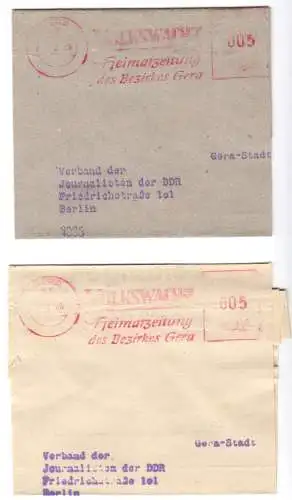 VOLKSWACHT
005
Heimatzeitung
des Bezirkes Gera
Gera-Stadt
Verband der
Journalisten der DDR
Friedrichstraße 101
Berlin
1086
VOLKSWACHT
005
Heimatzeitung
des Bezirkes Gera
Gera-Stadt
Verband der
Journalisten der DDR
Friedrichstraße 101
Berlin